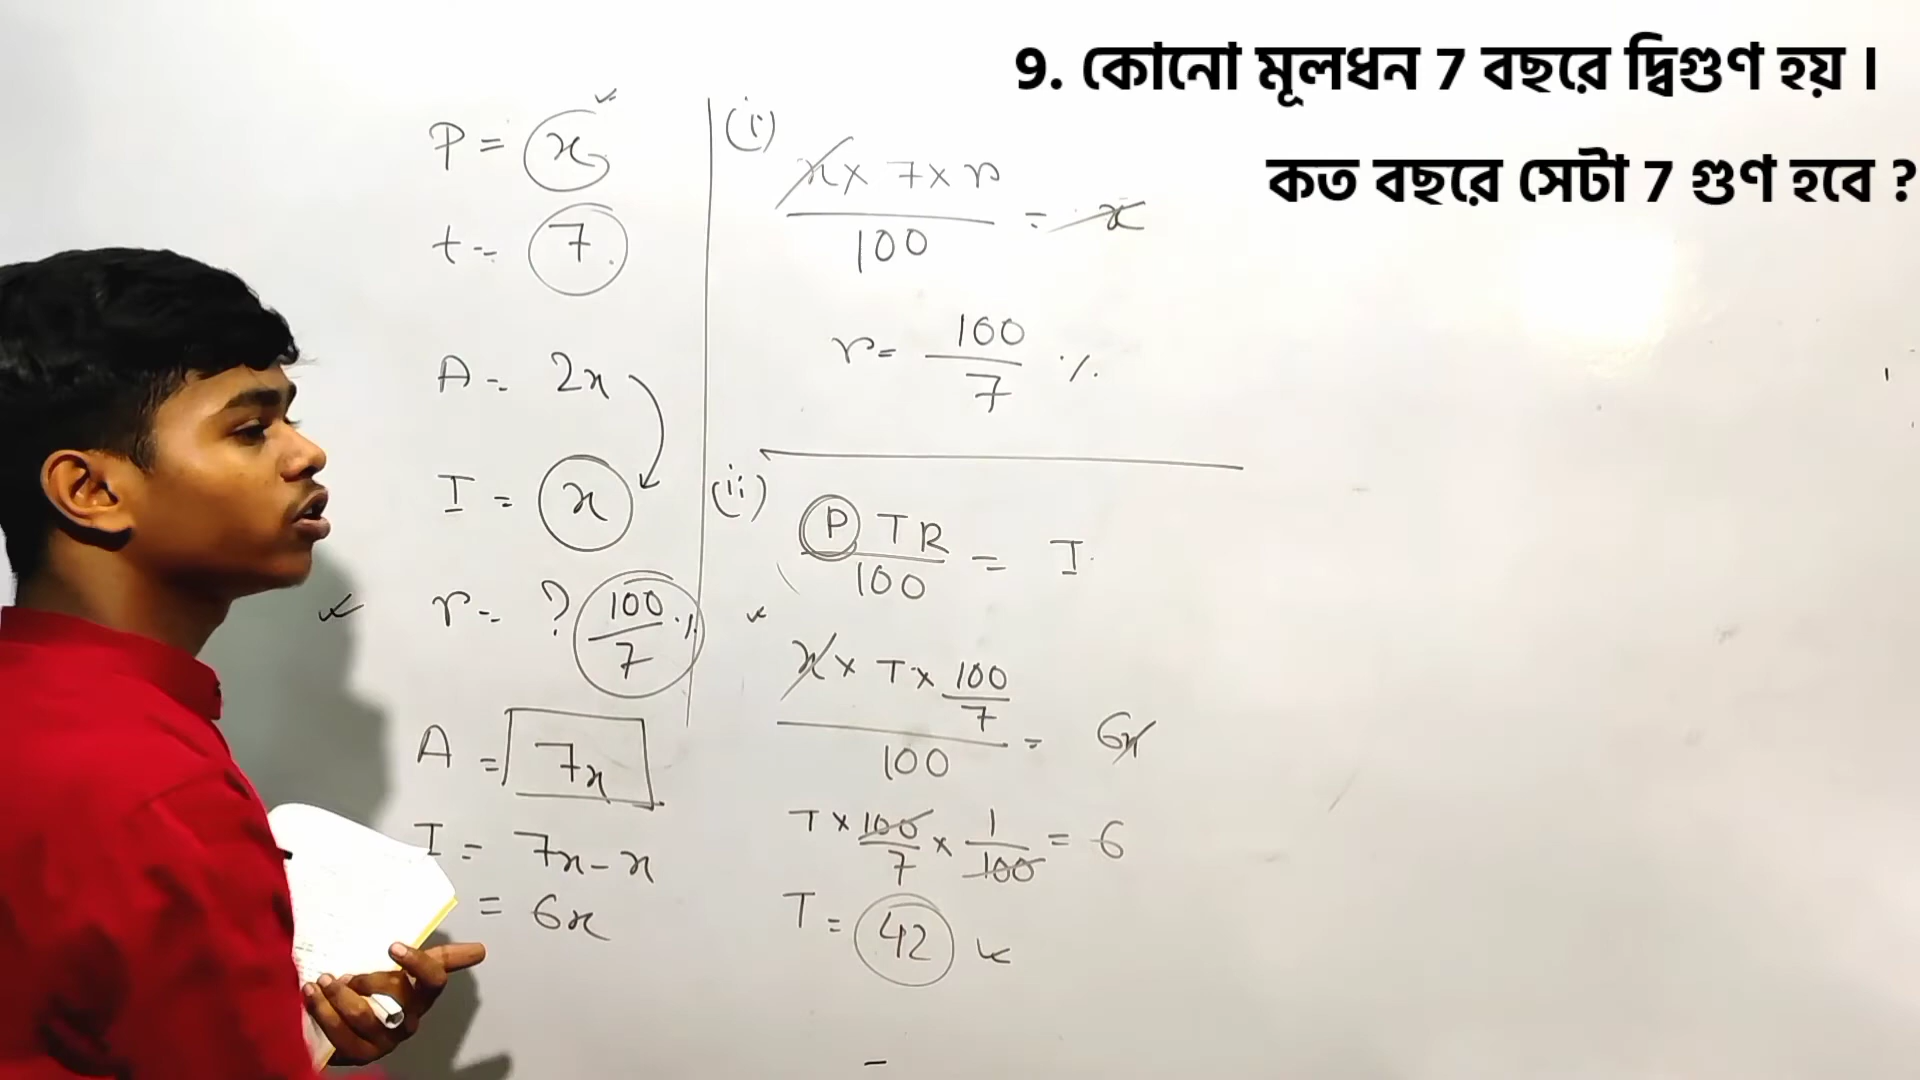 9. কোনো মূলধন 7 বছরে দ্বিগুণ হয় ।
কত বছরে সেটা 7 গুণ হবে ?
P = x
t = 7
A = 2x
I = x
r = ? 100/7 %
A = 7x
I = 7x - x
= 6x
(i)
x × 7 × r / 100 = x
r = 100/7 %
(ii)
P T R / 100 = I
x × T × 100/7 / 100 = 6x
T × 100/7 × 1/100 = 6
T = 42